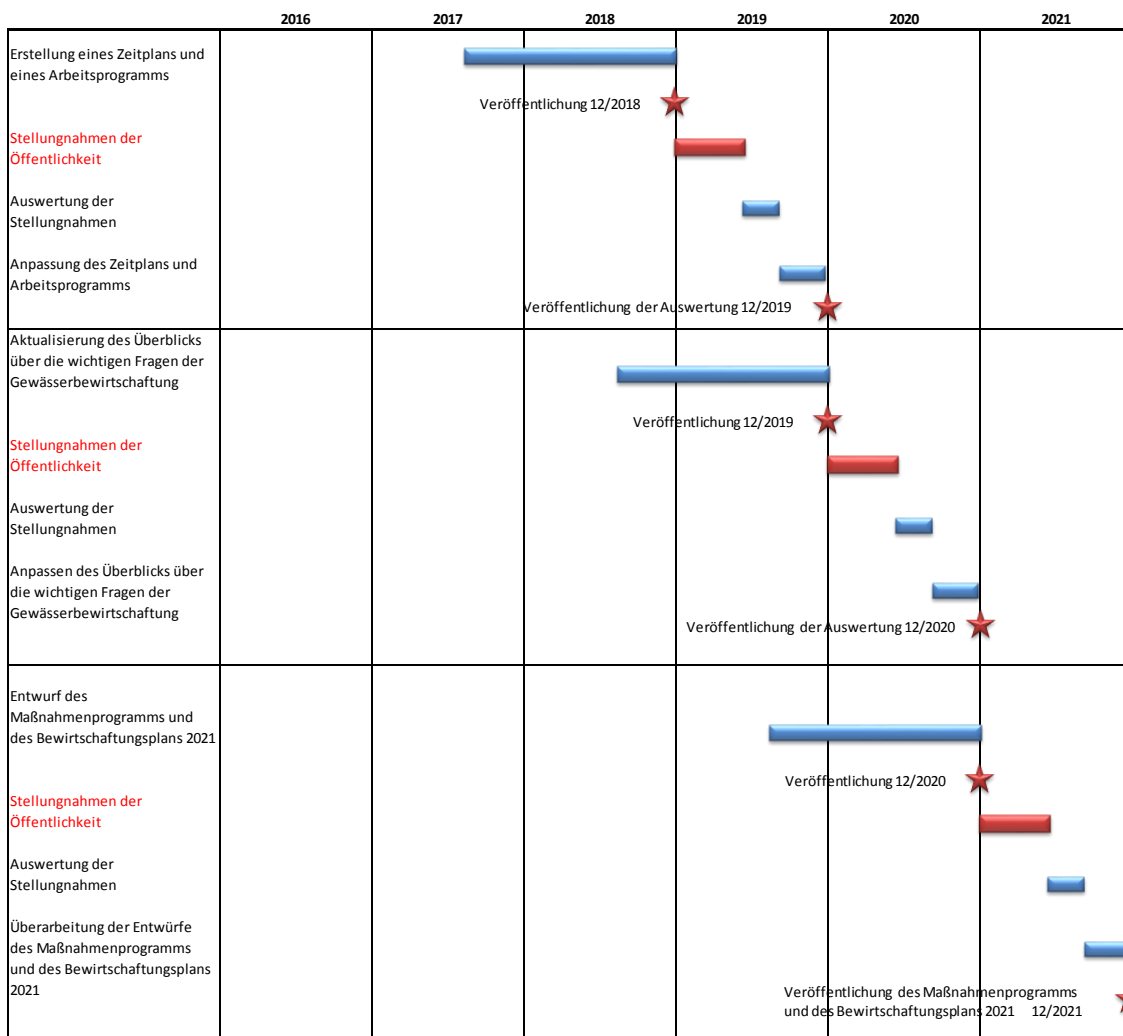 2016 2017 2018 2019 2020 2021
Erstellung eines Zeitplans und
eines Arbeitsprogramms
Veröffentlichung 12/2018
Stellungnahmen der
Öffentlichkeit
Auswertung der
Stellungnahmen
Anpassung des Zeitplans und
Arbeitsprogramms
Veröffentlichung der Auswertung 12/2019
Aktualisierung des Überblicks
über die wichtigen Fragen der
Gewässerbewirtschaftung
Veröffentlichung 12/2019
Stellungnahmen der
Öffentlichkeit
Auswertung der
Stellungnahmen
Anpassen des Überblicks über
die wichtigen Fragen der
Gewässerbewirtschaftung
Veröffentlichung der Auswertung 12/2020
Entwurf des
Maßnahmenprogramms und
des Bewirtschaftungsplans 2021
Veröffentlichung 12/2020
Stellungnahmen der
Öffentlichkeit
Auswertung der
Stellungnahmen
Überarbeitung der Entwürfe
des Maßnahmenprogramms
und des Bewirtschaftungsplans
2021
Veröffentlichung des Maßnahmenprogramms
und des Bewirtschaftungsplans 2021 12/2021